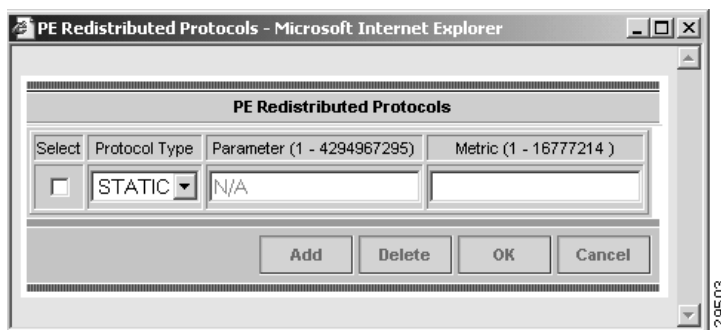 PE Redistributed Protocols - Microsoft Internet Explorer
PE Redistributed Protocols
Select Protocol Type Parameter (1 - 4294967295) Metric (1 - 16777214 )
STATIC N/A
Add Delete OK Cancel